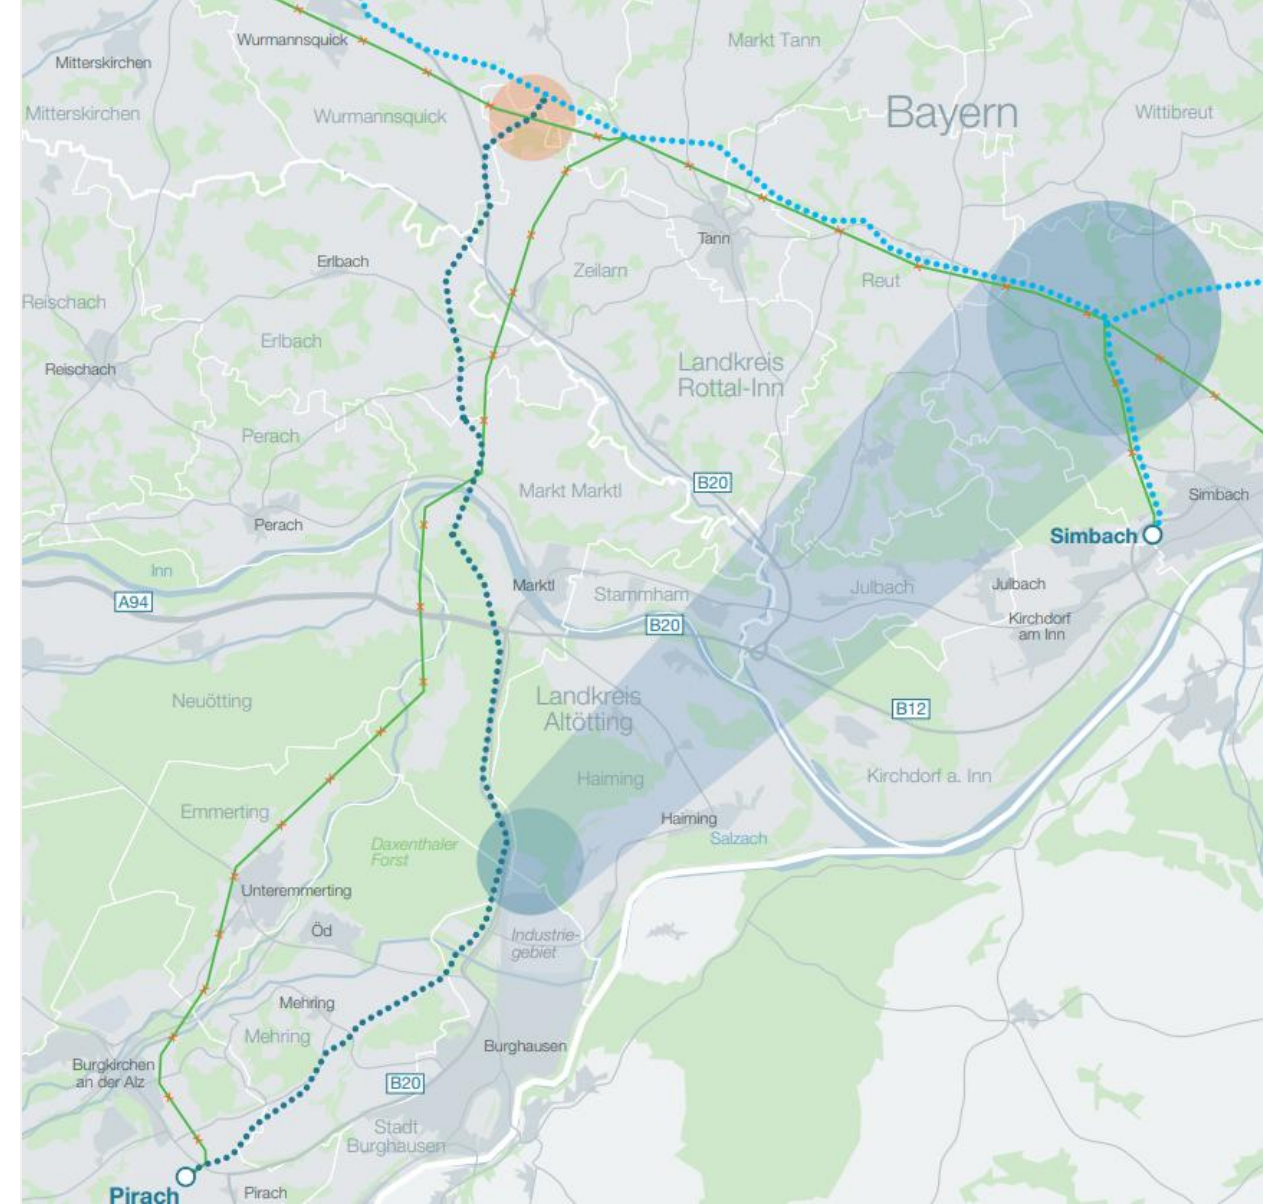 Wurmannsquick
Markt Tann
Mitterskirchen
Bayern
Mitterskirchen
Wurmannsquick
Wittibreut
Tann
Erlbach
Zeilarn
Reut
Reischach
Erlbach
Landkreis
Rottal-Inn
Reischach
Perach
B20
Markt Marktl
Simbach
Perach
Simbach
Inn
Marktl
Stammham
Julbach
Julbach
A94
B20
Kirchdorf
am Inn
Neuötting
Landkreis
Altötting
B12
Haiming
Kirchdorf a. Inn
Emmerting
Haiming
Salzach
Daxenthaler
Forst
Unteremmerting
Öd
Industrie-
gebiet
Mehring
Mehring
Burghausen
Burgkirchen
an der Alz
B20
Stadt
Burghausen
Pirach
Pirach